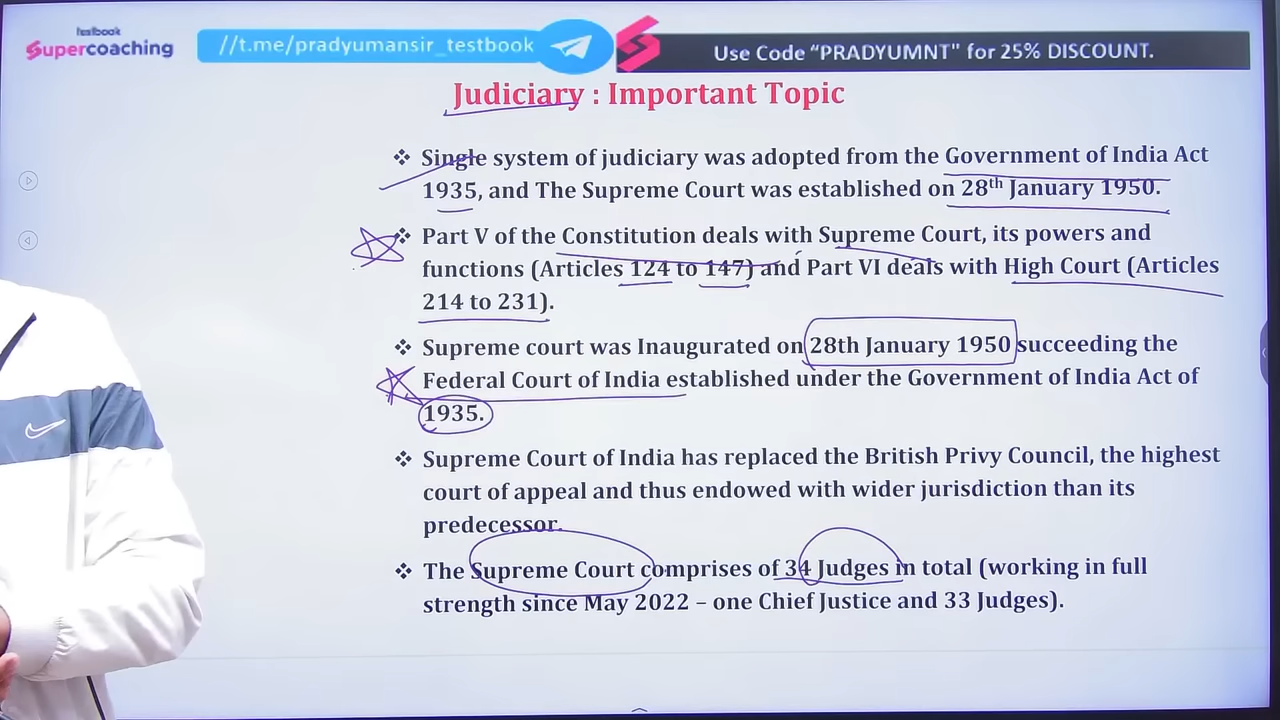 testbook
Supercoaching
//t.me/pradyumansir_testbook
Use Code “PRADYUMNT" for 25% DISCOUNT.
Judiciary : Important Topic
❖ Single system of judiciary was adopted from the Government of India Act
1935, and The Supreme Court was established on 28th January 1950.
❖ Part V of the Constitution deals with Supreme Court, its powers and
functions (Articles 124 to 147) and Part VI deals with High Court (Articles
214 to 231).
❖ Supreme court was Inaugurated on 28th January 1950 succeeding the
Federal Court of India established under the Government of India Act of
1935.
❖ Supreme Court of India has replaced the British Privy Council, the highest
court of appeal and thus endowed with wider jurisdiction than its
predecessor.
❖ The Supreme Court comprises of 34 Judges in total (working in full
strength since May 2022 – one Chief Justice and 33 Judges).